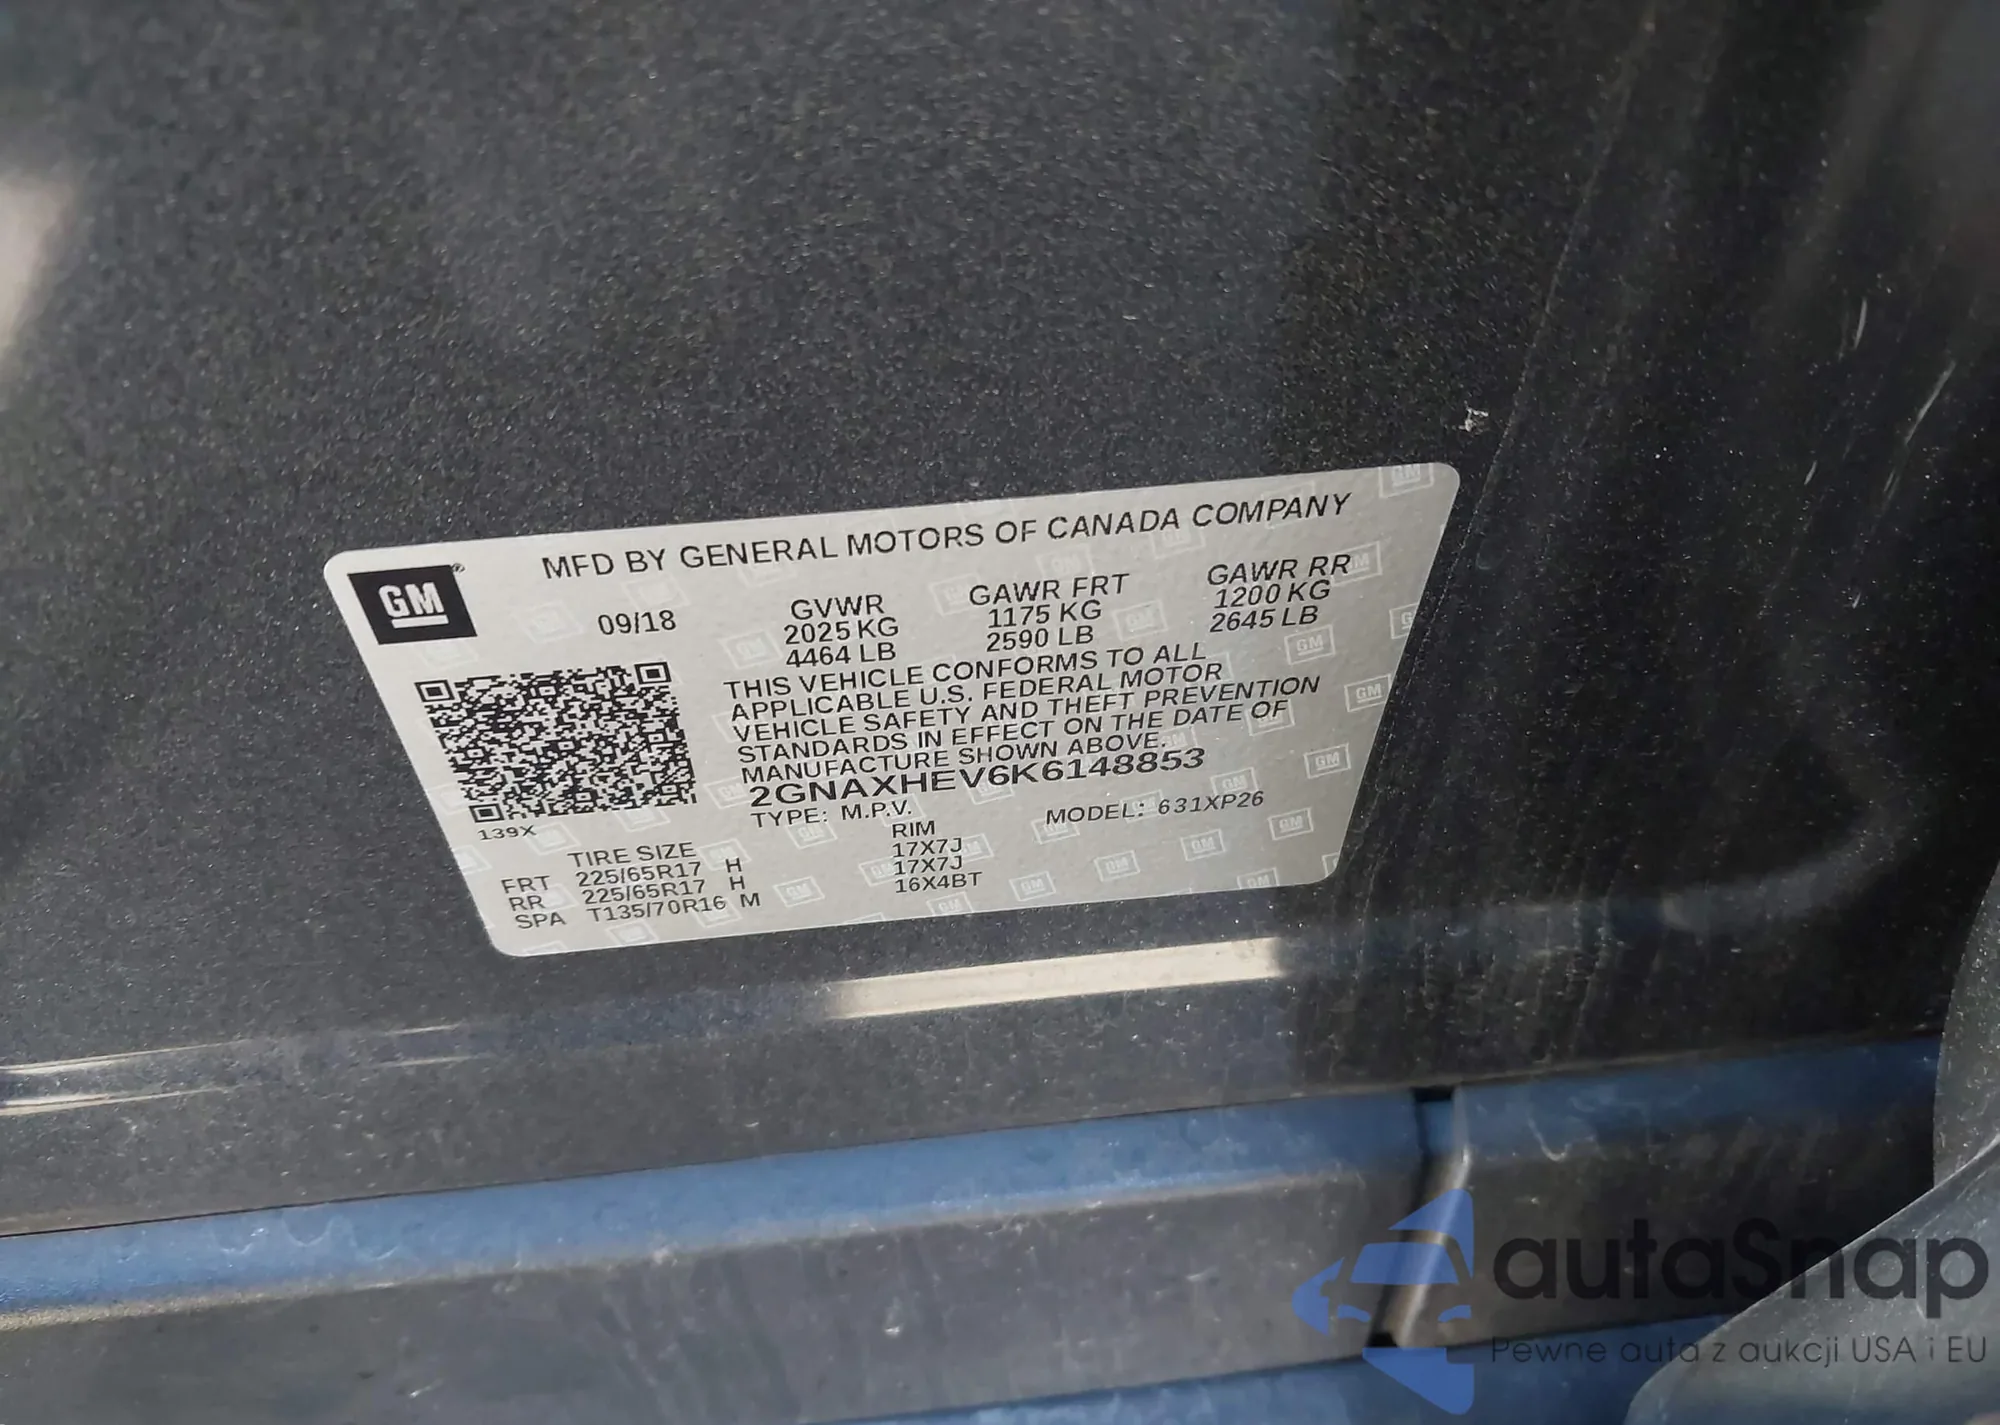 MFD BY GENERAL MOTORS OF CANADA COMPANY
GM®
09/18
GVWR
2025 KG
4464 LB
GAWR FRT
1175 KG
2590 LB
GAWR RR
1200 KG
2645 LB
THIS VEHICLE CONFORMS TO ALL
APPLICABLE U.S. FEDERAL MOTOR
VEHICLE SAFETY AND THEFT PREVENTION
STANDARDS IN EFFECT ON THE DATE OF
MANUFACTURE SHOWN ABOVE.
2GNAXHEV6K6148853
TYPE: M.P.V.
MODEL: 631XP26
139X
TIRE SIZE RIM
FRT 225/65R17 H 17X7J
RR 225/65R17 H 17X7J
SPA T135/70R16 M 16X4BT
autaSnap
Pewne auta z aukcji USA i EU